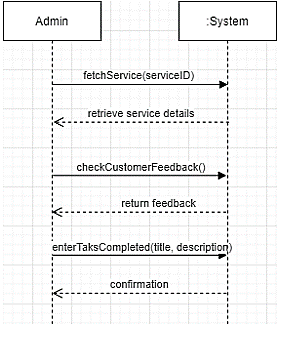 Admin
:System
fetchService(serviceID)
retrieve service details
checkCustomerFeedback()
return feedback
enterTaksCompleted(title, description)
confirmation